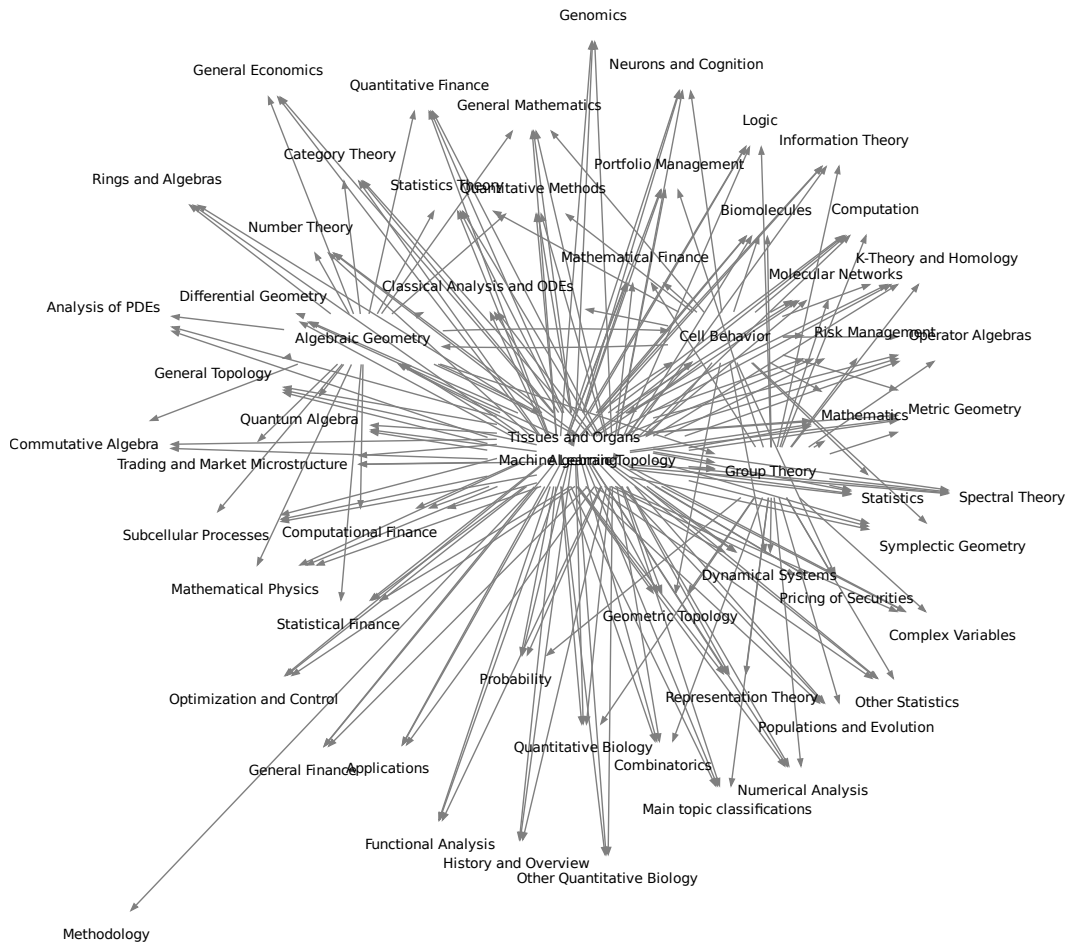 Genomics
Neurons and Cognition
General Economics
Quantitative Finance
General Mathematics
Logic
Information Theory
Category Theory
Portfolio Management
Rings and Algebras
Statistics Theory
Quantitative Methods
Biomolecules
Computation
Number Theory
Mathematical Finance
K-Theory and Homology
Molecular Networks
Classical Analysis and ODEs
Differential Geometry
Analysis of PDEs
Algebraic Geometry
Cell Behavior
Risk Management
Operator Algebras
General Topology
Metric Geometry
Mathematics
Quantum Algebra
Tissues and Organs
Commutative Algebra
Trading and Market Microstructure
Machine Learning
Algebraic Topology
Group Theory
Statistics
Spectral Theory
Subcellular Processes
Computational Finance
Symplectic Geometry
Dynamical Systems
Mathematical Physics
Pricing of Securities
Geometric Topology
Statistical Finance
Complex Variables
Probability
Optimization and Control
Representation Theory
Other Statistics
Populations and Evolution
Quantitative Biology
Combinatorics
General Finance
Applications
Numerical Analysis
Main topic classifications
Functional Analysis
History and Overview
Other Quantitative Biology
Methodology